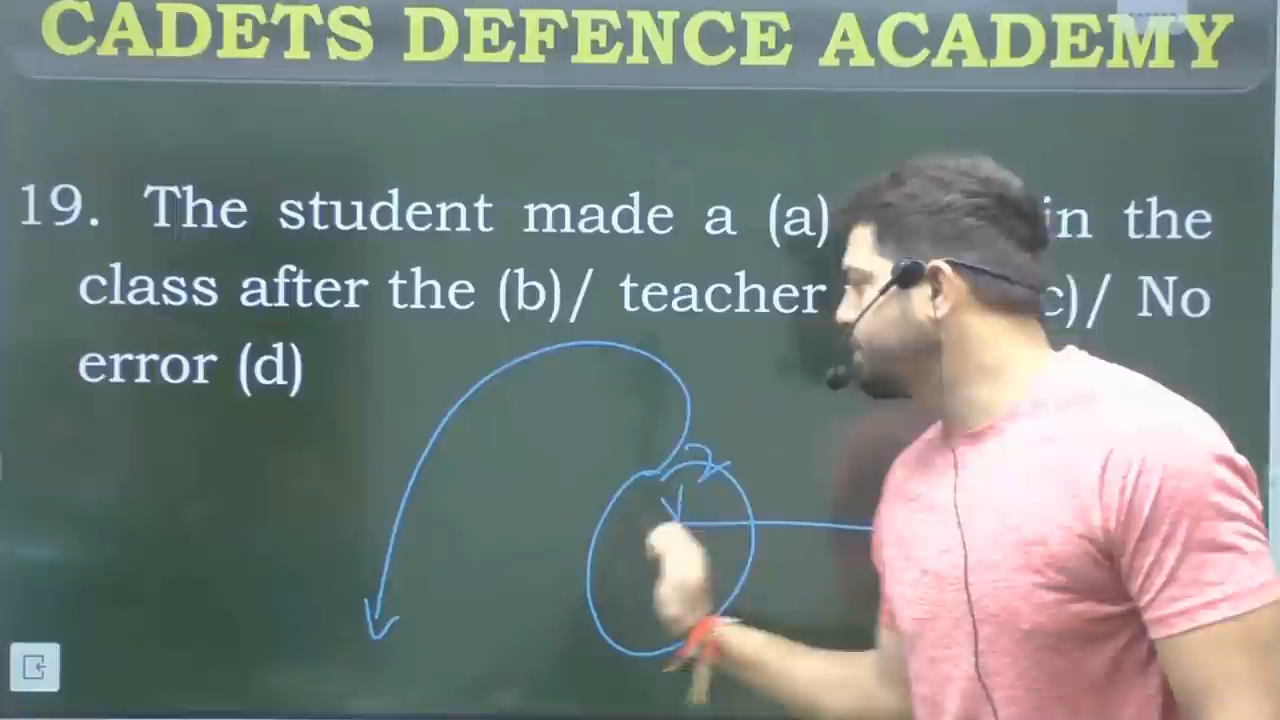 CADETS DEFENCE ACADEMY
19. The student made a (a) in the
class after the (b)/ teacher c)/ No
error (d)